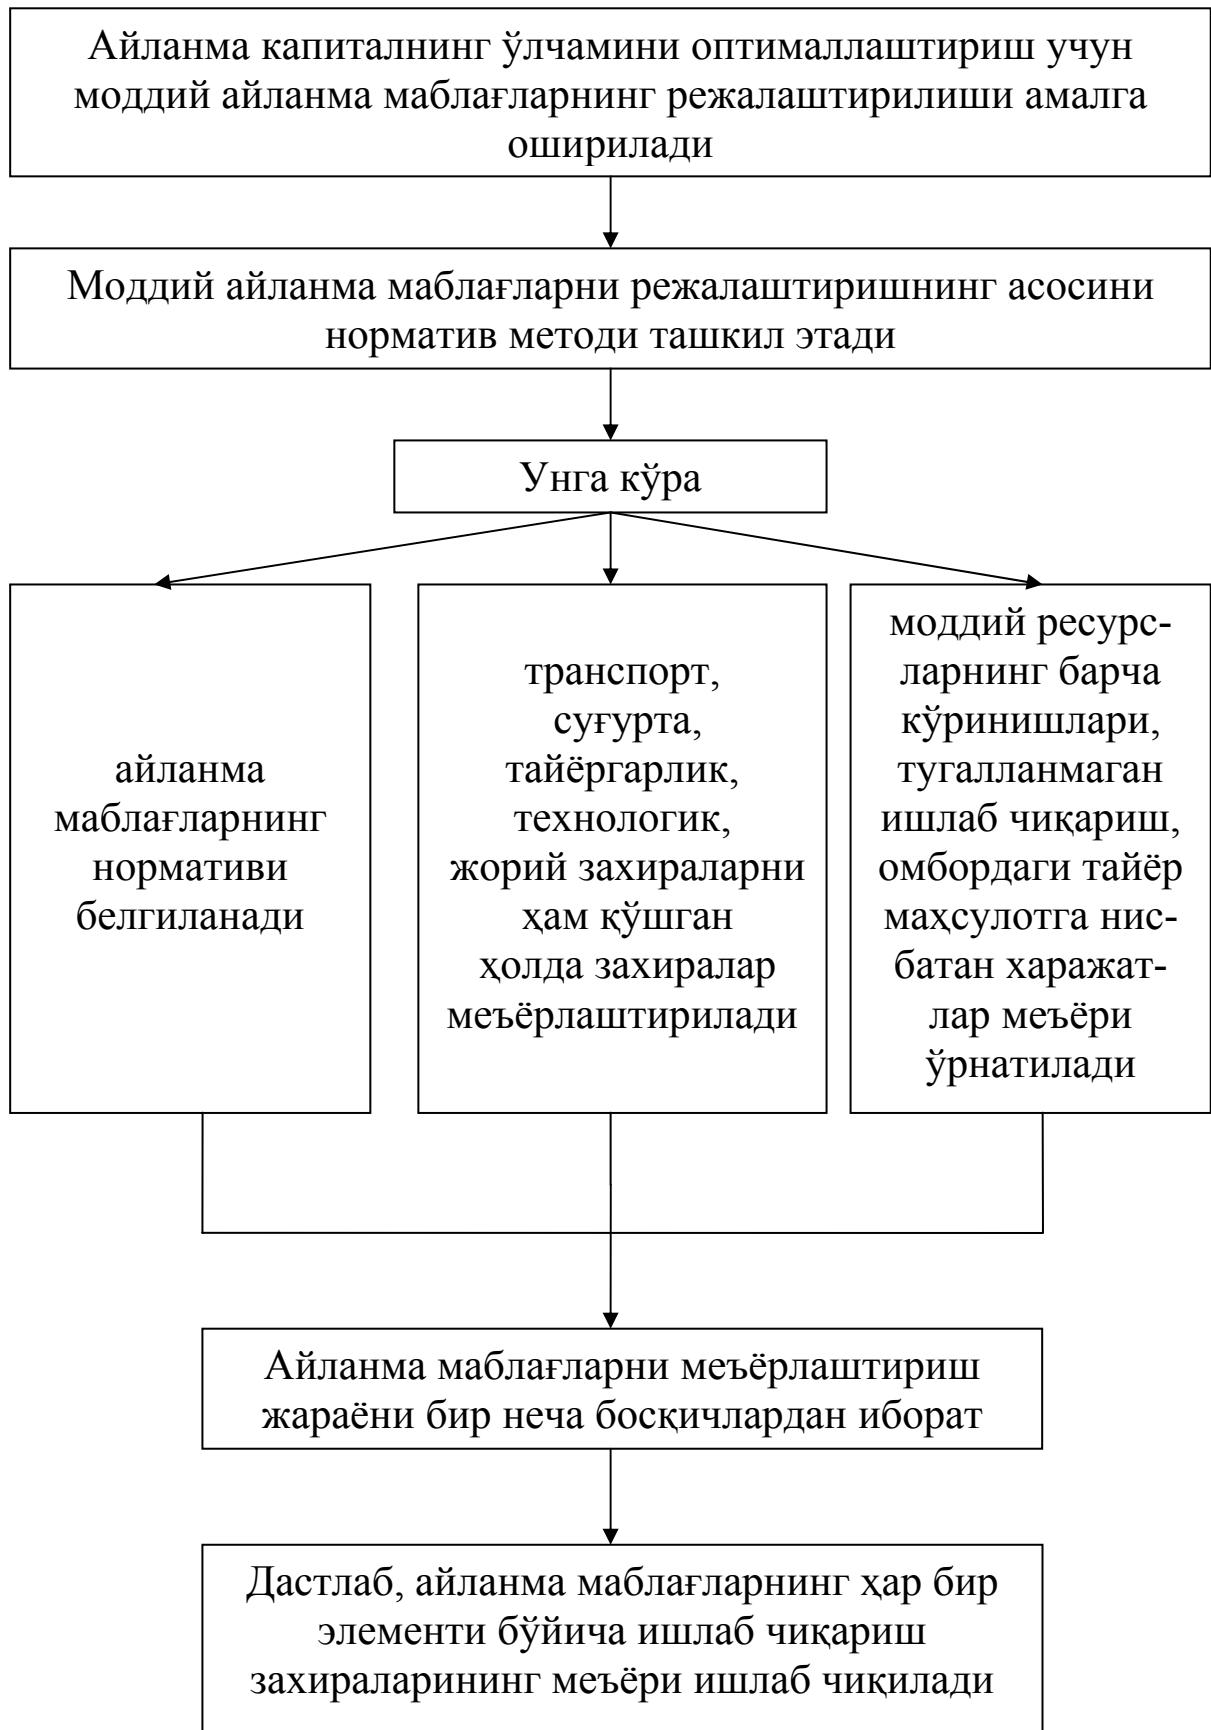 Айланма капиталнинг ўлчамини оптималлаштириш учун
моддий айланма маблағларнинг режалаштирилиши амалга
оширилади
Моддий айланма маблағларни режалаштиришнинг асосини
норматив методи ташкил этади
Унга кўра
айланма
маблағларнинг
нормативи
белгиланади
транспорт,
суғурта,
тайёргарлик,
технологик,
жорий захираларни
ҳам қўшган
ҳолда захиралар
меъёрлаштирилади
моддий ресурс-
ларнинг барча
кўринишлари,
тугалланмаган
ишлаб чиқариш,
омбордаги тайёр
маҳсулотга нис-
батан харажат-
лар меъёри
ўрнатилади
Айланма маблағларни меъёрлаштириш
жараёни бир неча босқичлардан иборат
Дастлаб, айланма маблағларнинг ҳар бир
элементи бўйича ишлаб чиқариш
захираларининг меъёри ишлаб чиқилади